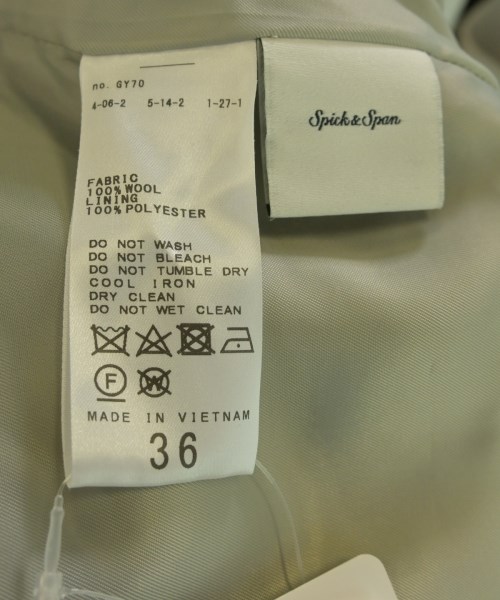 no. GY70
4-06-2 5-14-2 1-27-1
Spick&Span
FABRIC
100%WOOL
LINING
100%POLYESTER
DO NOT WASH
DO NOT BLEACH
DO NOT TUMBLE DRY
COOL IRON
DRY CLEAN
DO NOT WET CLEAN
F W
MADE IN VIETNAM
36